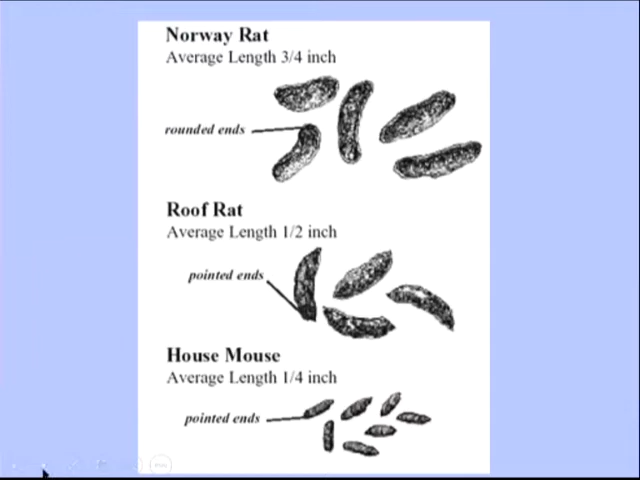 Norway Rat
Average Length 3/4 inch
rounded ends
Roof Rat
Average Length 1/2 inch
pointed ends
House Mouse
Average Length 1/4 inch
pointed ends